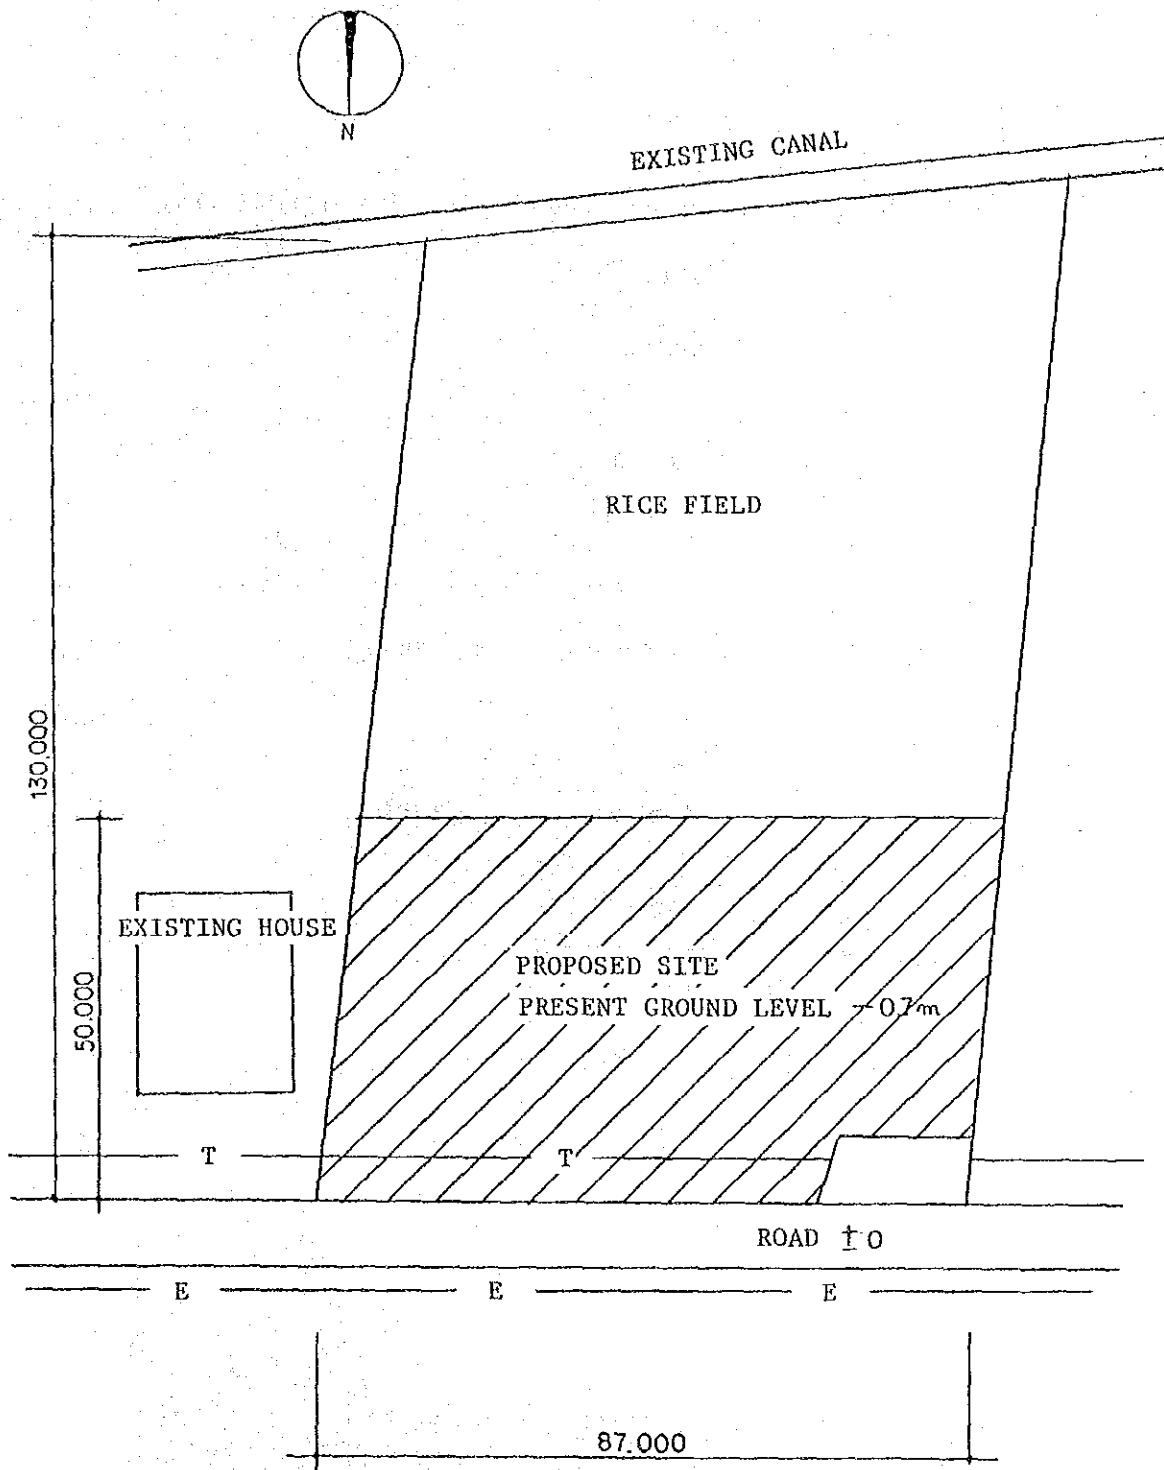 N
EXISTING CANAL
RICE FIELD
130.000
EXISTING HOUSE
PROPOSED SITE
PRESENT GROUND LEVEL -0.7m
50.000
T T
ROAD ±0
E E E
87.000